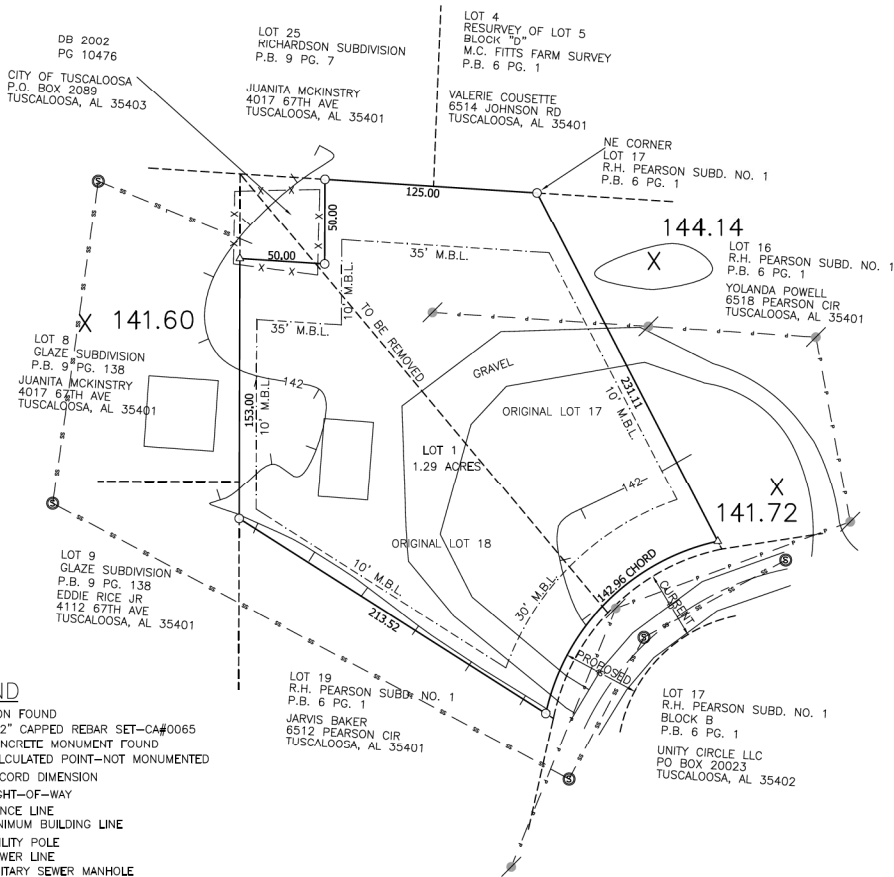 DB 2002
PG 10476
CITY OF TUSCALOOSA
P.O. BOX 2089
TUSCALOOSA, AL 35403
LOT 25
RICHARDSON SUBDIVISION
P.B. 9 PG. 7
JUANITA MCKINSTRY
4017 67TH AVE
TUSCALOOSA, AL 35401
LOT 4
RESURVEY OF LOT 5
BLOCK "D"
M.C. FITTS FARM SURVEY
P.B. 6 PG. 1
VALERIE COUSETTE
6514 JOHNSON RD
TUSCALOOSA, AL 35401
NE CORNER
LOT 17
R.H. PEARSON SUBD. NO. 1
P.B. 6 PG. 1
125.00
50.00
50.00
144.14
X
LOT 16
R.H. PEARSON SUBD. NO. 1
P.B. 6 PG. 1
YOLANDA POWELL
6518 PEARSON CIR
TUSCALOOSA, AL 35401
35' M.B.L.
10' M.B.L.
35' M.B.L.
TO BE REMOVED
X 141.60
LOT 8
GLAZE SUBDIVISION
P.B. 9 PG. 138
JUANITA MCKINSTRY
4017 67TH AVE
TUSCALOOSA, AL 35401
142
153.00
10' M.B.L.
GRAVEL
ORIGINAL LOT 17
231.11
10' M.B.L.
LOT 1
1.29 ACRES
142
X
141.72
ORIGINAL LOT 18
10' M.B.L.
213.52
30' M.B.L.
142.96 CHORD
CURRENT
PROPOSED
LOT 9
GLAZE SUBDIVISION
P.B. 9 PG. 138
EDDIE RICE JR
4112 67TH AVE
TUSCALOOSA, AL 35401
LOT 19
R.H. PEARSON SUBD. NO. 1
P.B. 6 PG. 1
JARVIS BAKER
6512 PEARSON CIR
TUSCALOOSA, AL 35401
LOT 17
R.H. PEARSON SUBD. NO. 1
BLOCK B
P.B. 6 PG. 1
UNITY CIRCLE LLC
PO BOX 20023
TUSCALOOSA, AL 35402
ND
ON FOUND
2" CAPPED REBAR SET-CA#0065
NCRETE MONUMENT FOUND
LCULATED POINT-NOT MONUMENTED
CORD DIMENSION
GHT-OF-WAY
NCE LINE
NIMUM BUILDING LINE
ILITY POLE
WER LINE
NITARY SEWER MANHOLE